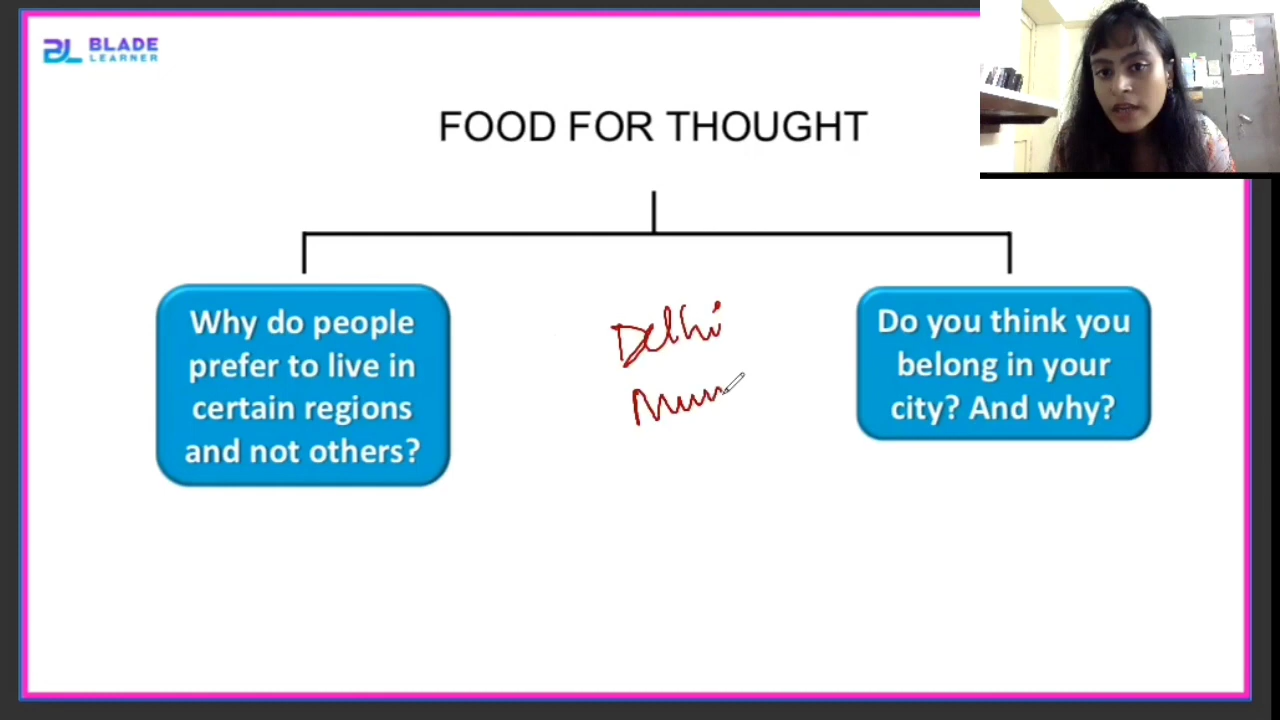 BLADE
LEARNER
FOOD FOR THOUGHT
Why do people
prefer to live in
certain regions
and not others?
Delhi
Mum
Do you think you
belong in your
city? And why?